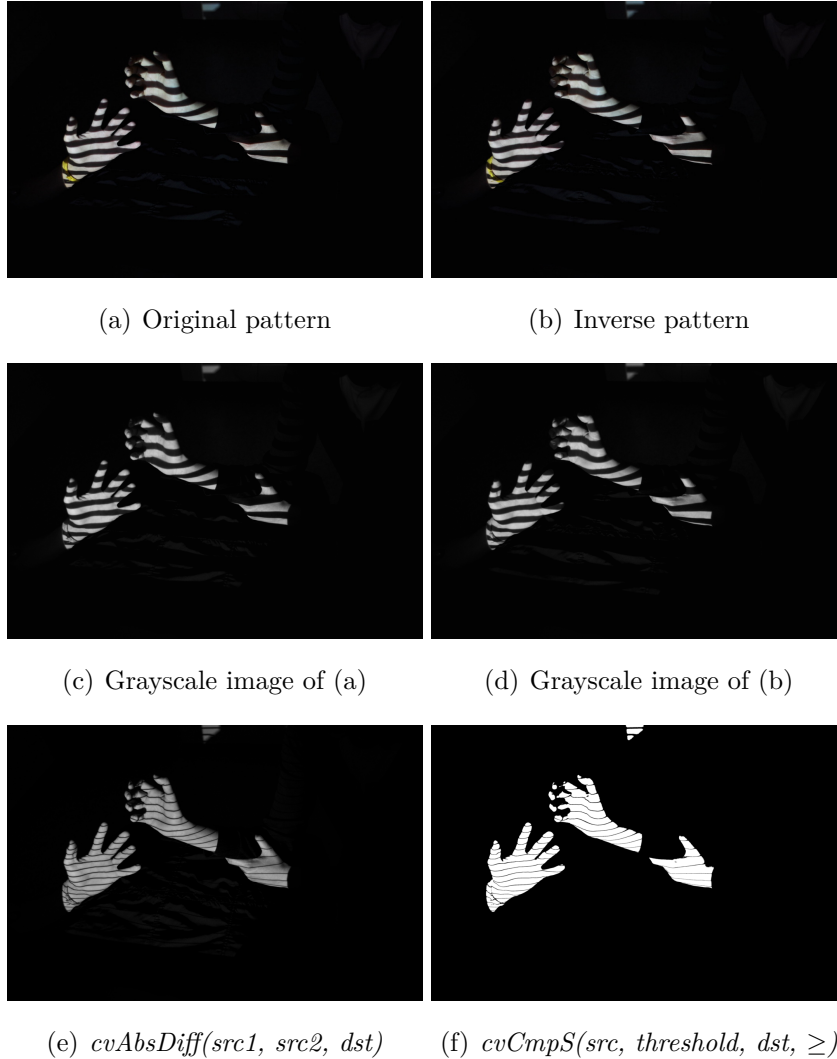 (a) Original pattern
(b) Inverse pattern
(c) Grayscale image of (a)
(d) Grayscale image of (b)
(e) cvAbsDiff(src1, src2, dst)
(f) cvCmpS(src, threshold, dst, ≥)